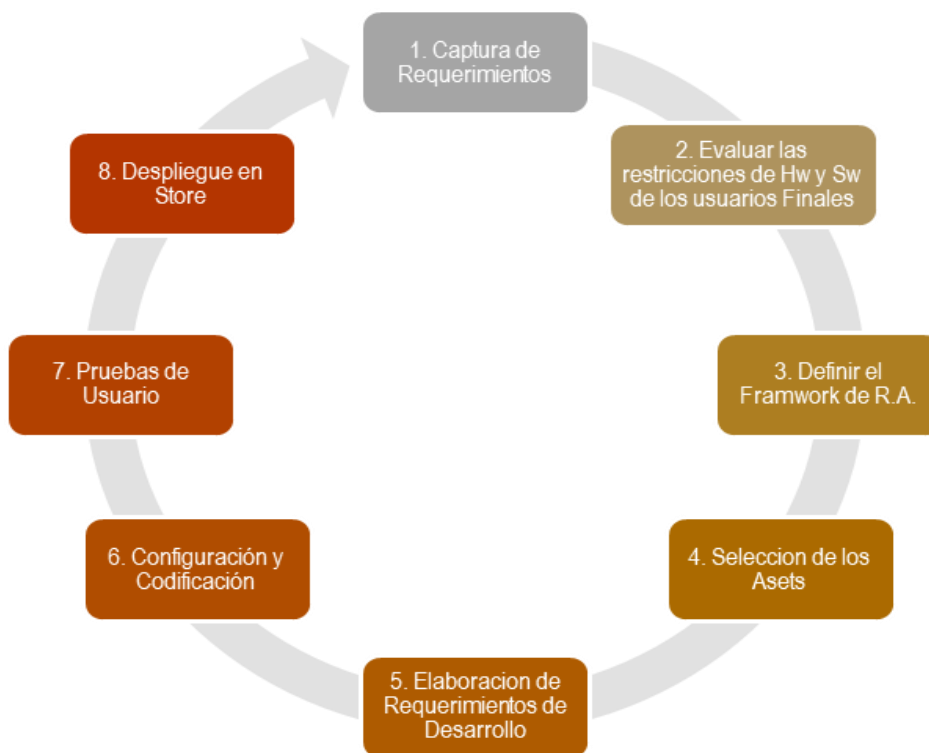 1. Captura de
Requerimientos
2. Evaluar las
restricciones de Hw y Sw
de los usuarios Finales
3. Definir el
Framwork de R.A.
4. Seleccion de los
Asets
5. Elaboracion de
Requerimientos de
Desarrollo
6. Configuración y
Codificación
7. Pruebas de
Usuario
8. Despliegue en
Store